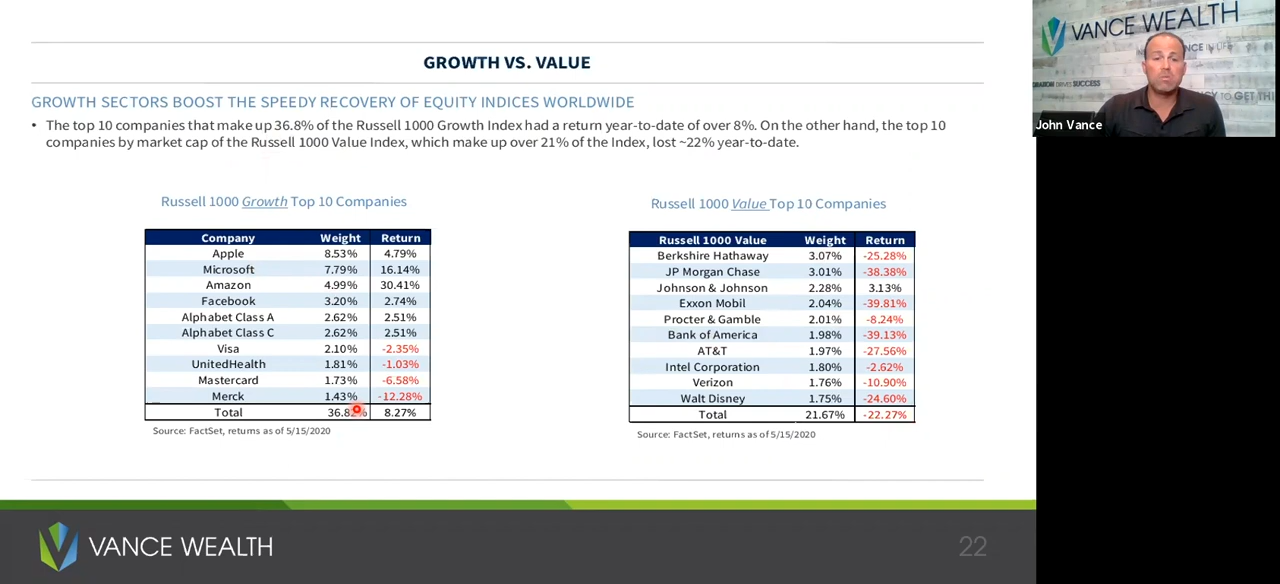 GROWTH VS. VALUE
GROWTH SECTORS BOOST THE SPEEDY RECOVERY OF EQUITY INDICES WORLDWIDE
• The top 10 companies that make up 36.8% of the Russell 1000 Growth Index had a return year-to-date of over 8%. On the other hand, the top 10
companies by market cap of the Russell 1000 Value Index, which make up over 21% of the Index, lost ~22% year-to-date.
Russell 1000 Growth Top 10 Companies
Company Weight Return
Apple 8.53% 4.79%
Microsoft 7.79% 16.14%
Amazon 4.99% 30.41%
Facebook 3.20% 2.74%
Alphabet Class A 2.62% 2.51%
Alphabet Class C 2.62% 2.51%
Visa 2.10% -2.35%
UnitedHealth 1.81% -1.03%
Mastercard 1.73% -6.58%
Merck 1.43% -12.28%
Total 36.82% 8.27%
Source: FactSet, returns as of 5/15/2020
Russell 1000 Value Top 10 Companies
Russell 1000 Value Weight Return
Berkshire Hathaway 3.07% -25.28%
JP Morgan Chase 3.01% -38.38%
Johnson & Johnson 2.28% 3.13%
Exxon Mobil 2.04% -39.81%
Procter & Gamble 2.01% -8.24%
Bank of America 1.98% -39.13%
AT&T 1.97% -27.56%
Intel Corporation 1.80% -2.62%
Verizon 1.76% -10.90%
Walt Disney 1.75% -24.60%
Total 21.67% -22.27%
Source: FactSet, returns as of 5/15/2020
VANCE WEALTH
22
VANCE WEALTH
IN LIFE
SUCCESS
TO GET
John Vance